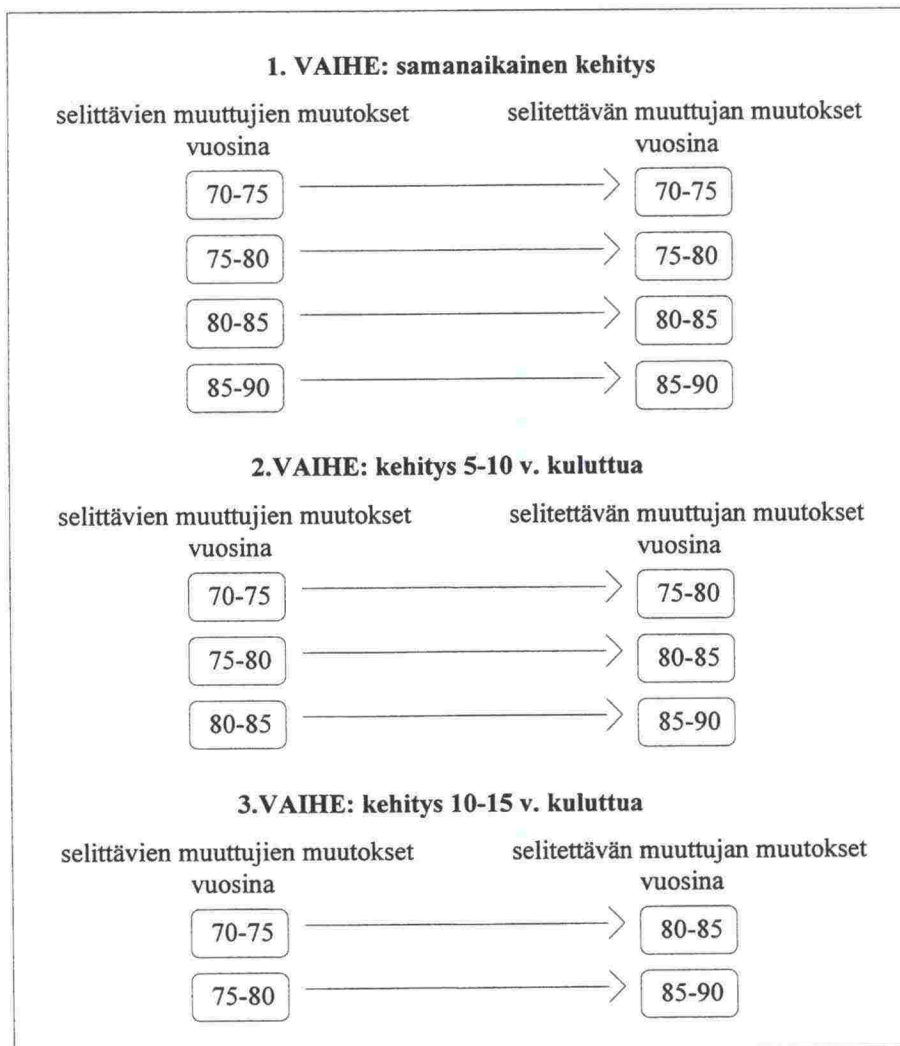 1. VAIHE: samanaikainen kehitys
selittävien muuttujien muutokset selitettävän muuttujan muutokset
vuosina vuosina
70-75 70-75
75-80 75-80
80-85 80-85
85-90 85-90
2.VAIHE: kehitys 5-10 v. kuluttua
selittävien muuttujien muutokset selitettävän muuttujan muutokset
vuosina vuosina
70-75 75-80
75-80 80-85
80-85 85-90
3.VAIHE: kehitys 10-15 v. kuluttua
selittävien muuttujien muutokset selitettävän muuttujan muutokset
vuosina vuosina
70-75 80-85
75-80 85-90